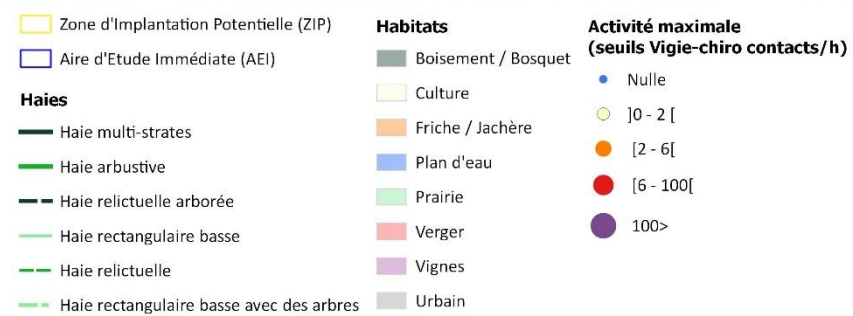 Zone d'Implantation Potentielle (ZIP)
Aire d'Etude Immédiate (AEI)
Haies
Haie multi-strates
Haie arbustive
Haie relictuelle arborée
Haie rectangulaire basse
Haie relictuelle
Haie rectangulaire basse avec des arbres
Habitats
Boisement / Bosquet
Culture
Friche / Jachère
Plan d'eau
Prairie
Verger
Vignes
Urbain
Activité maximale
(seuils Vigie-chiro contacts/h)
Nulle
]0 - 2 [
[2 - 6[
[6 - 100[
100>